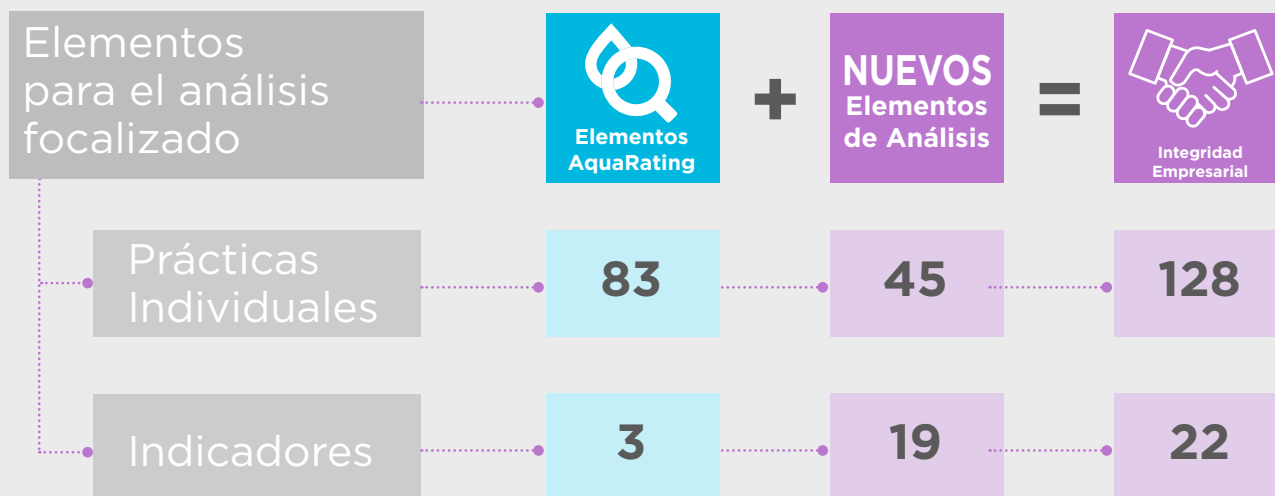 Elementos
para el análisis
focalizado
Elementos
AquaRating
+
NUEVOS
Elementos
de Análisis
=
Integridad
Empresarial
Prácticas
Individuales
83
45
128
Indicadores
3
19
22